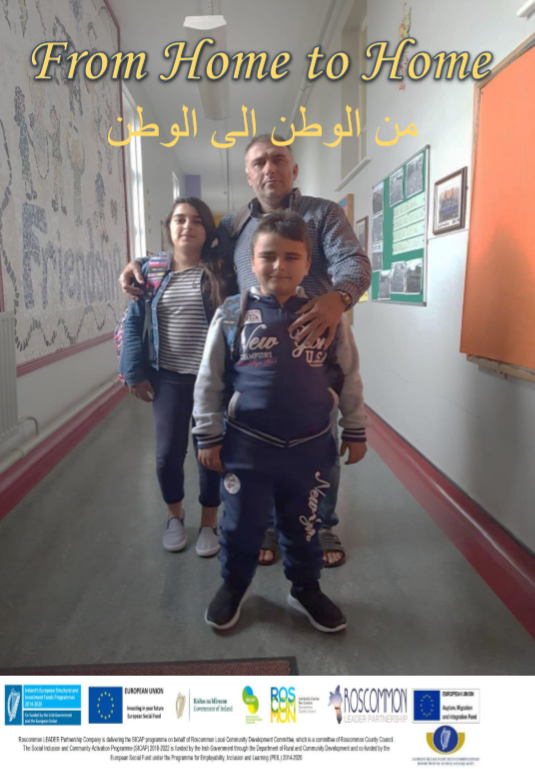 From Home to Home
من الوطن الى الوطن
New York
CHAMPIONS
U.S.A
New York
Ireland's European Structural and
Investment Funds Programmes
2014-2020
Co-funded by the Irish Government
and the European Union
EUROPEAN UNION
Investing in your future
European Social Fund
Rialtas na hÉireann
Government of Ireland
ROS
COM
MON
ROSCOMMON
LEADER PARTNERSHIP
EUROPEAN UNION
Asylum, Migration
and Integration Fund
Roscommon LEADER Partnership Company is delivering the SICAP programme on behalf of Roscommon Local Community Development Committee, which is a committee of Roscommon County Council.
The Social Inclusion and Community Activation Programme (SICAP) 2018-2022 is funded by the Irish Government through the Department of Rural and Community Development and co-funded by the
European Social Fund under the Programme for Employability, Inclusion and Learning (PEIL) 2014-2020